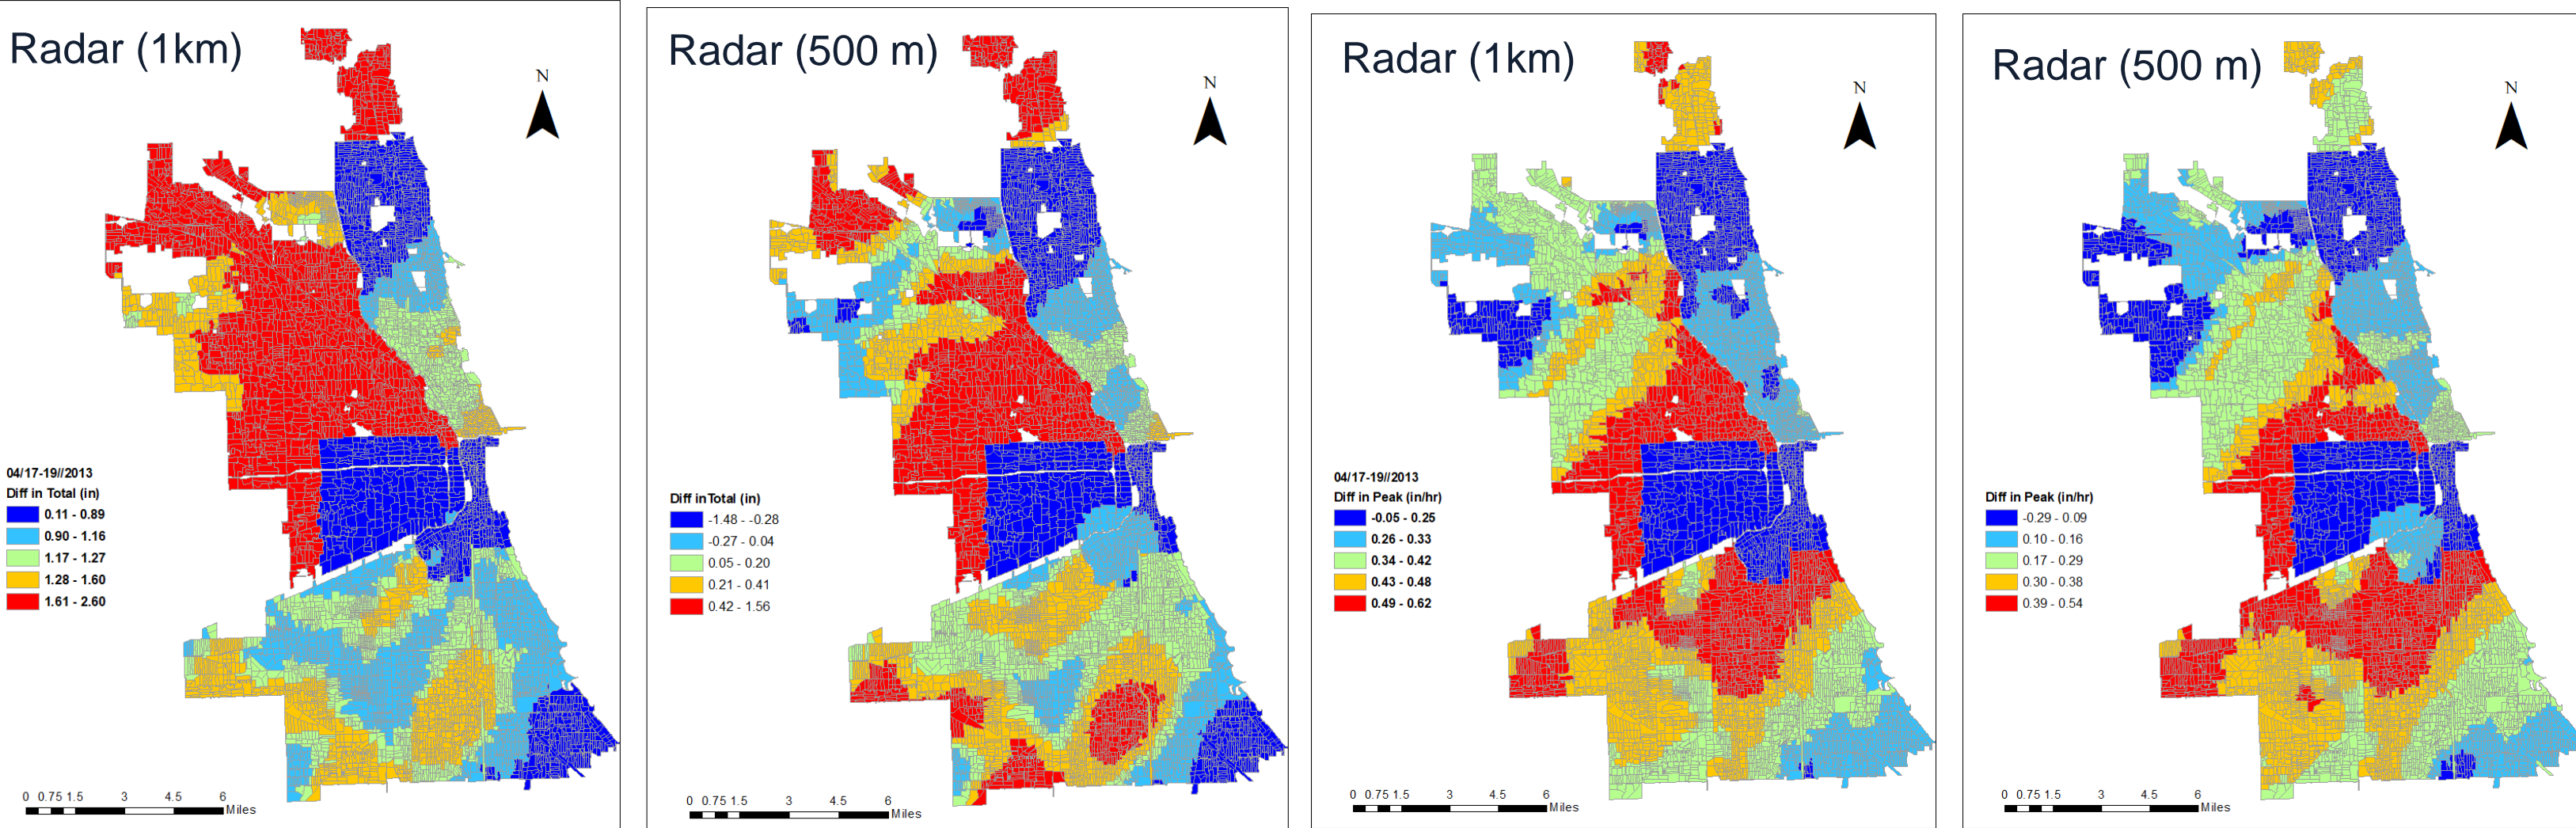 Radar (1km)
N
04/17-19//2013
Diff in Total (in)
0.11 - 0.89
0.90 - 1.16
1.17 - 1.27
1.28 - 1.60
1.61 - 2.60
0 0.75 1.5 3 4.5 6
Miles
Radar (500 m)
N
Diff in Total (in)
-1.48 - -0.28
-0.27 - 0.04
0.05 - 0.20
0.21 - 0.41
0.42 - 1.56
0 0.75 1.5 3 4.5 6
Miles
Radar (1km)
N
04/17-19//2013
Diff in Peak (in/hr)
-0.05 - 0.25
0.26 - 0.33
0.34 - 0.42
0.43 - 0.48
0.49 - 0.62
0 0.75 1.5 3 4.5 6
Miles
Radar (500 m)
N
Diff in Peak (in/hr)
-0.29 - 0.09
0.10 - 0.16
0.17 - 0.29
0.30 - 0.38
0.39 - 0.54
0 0.75 1.5 3 4.5 6
Miles